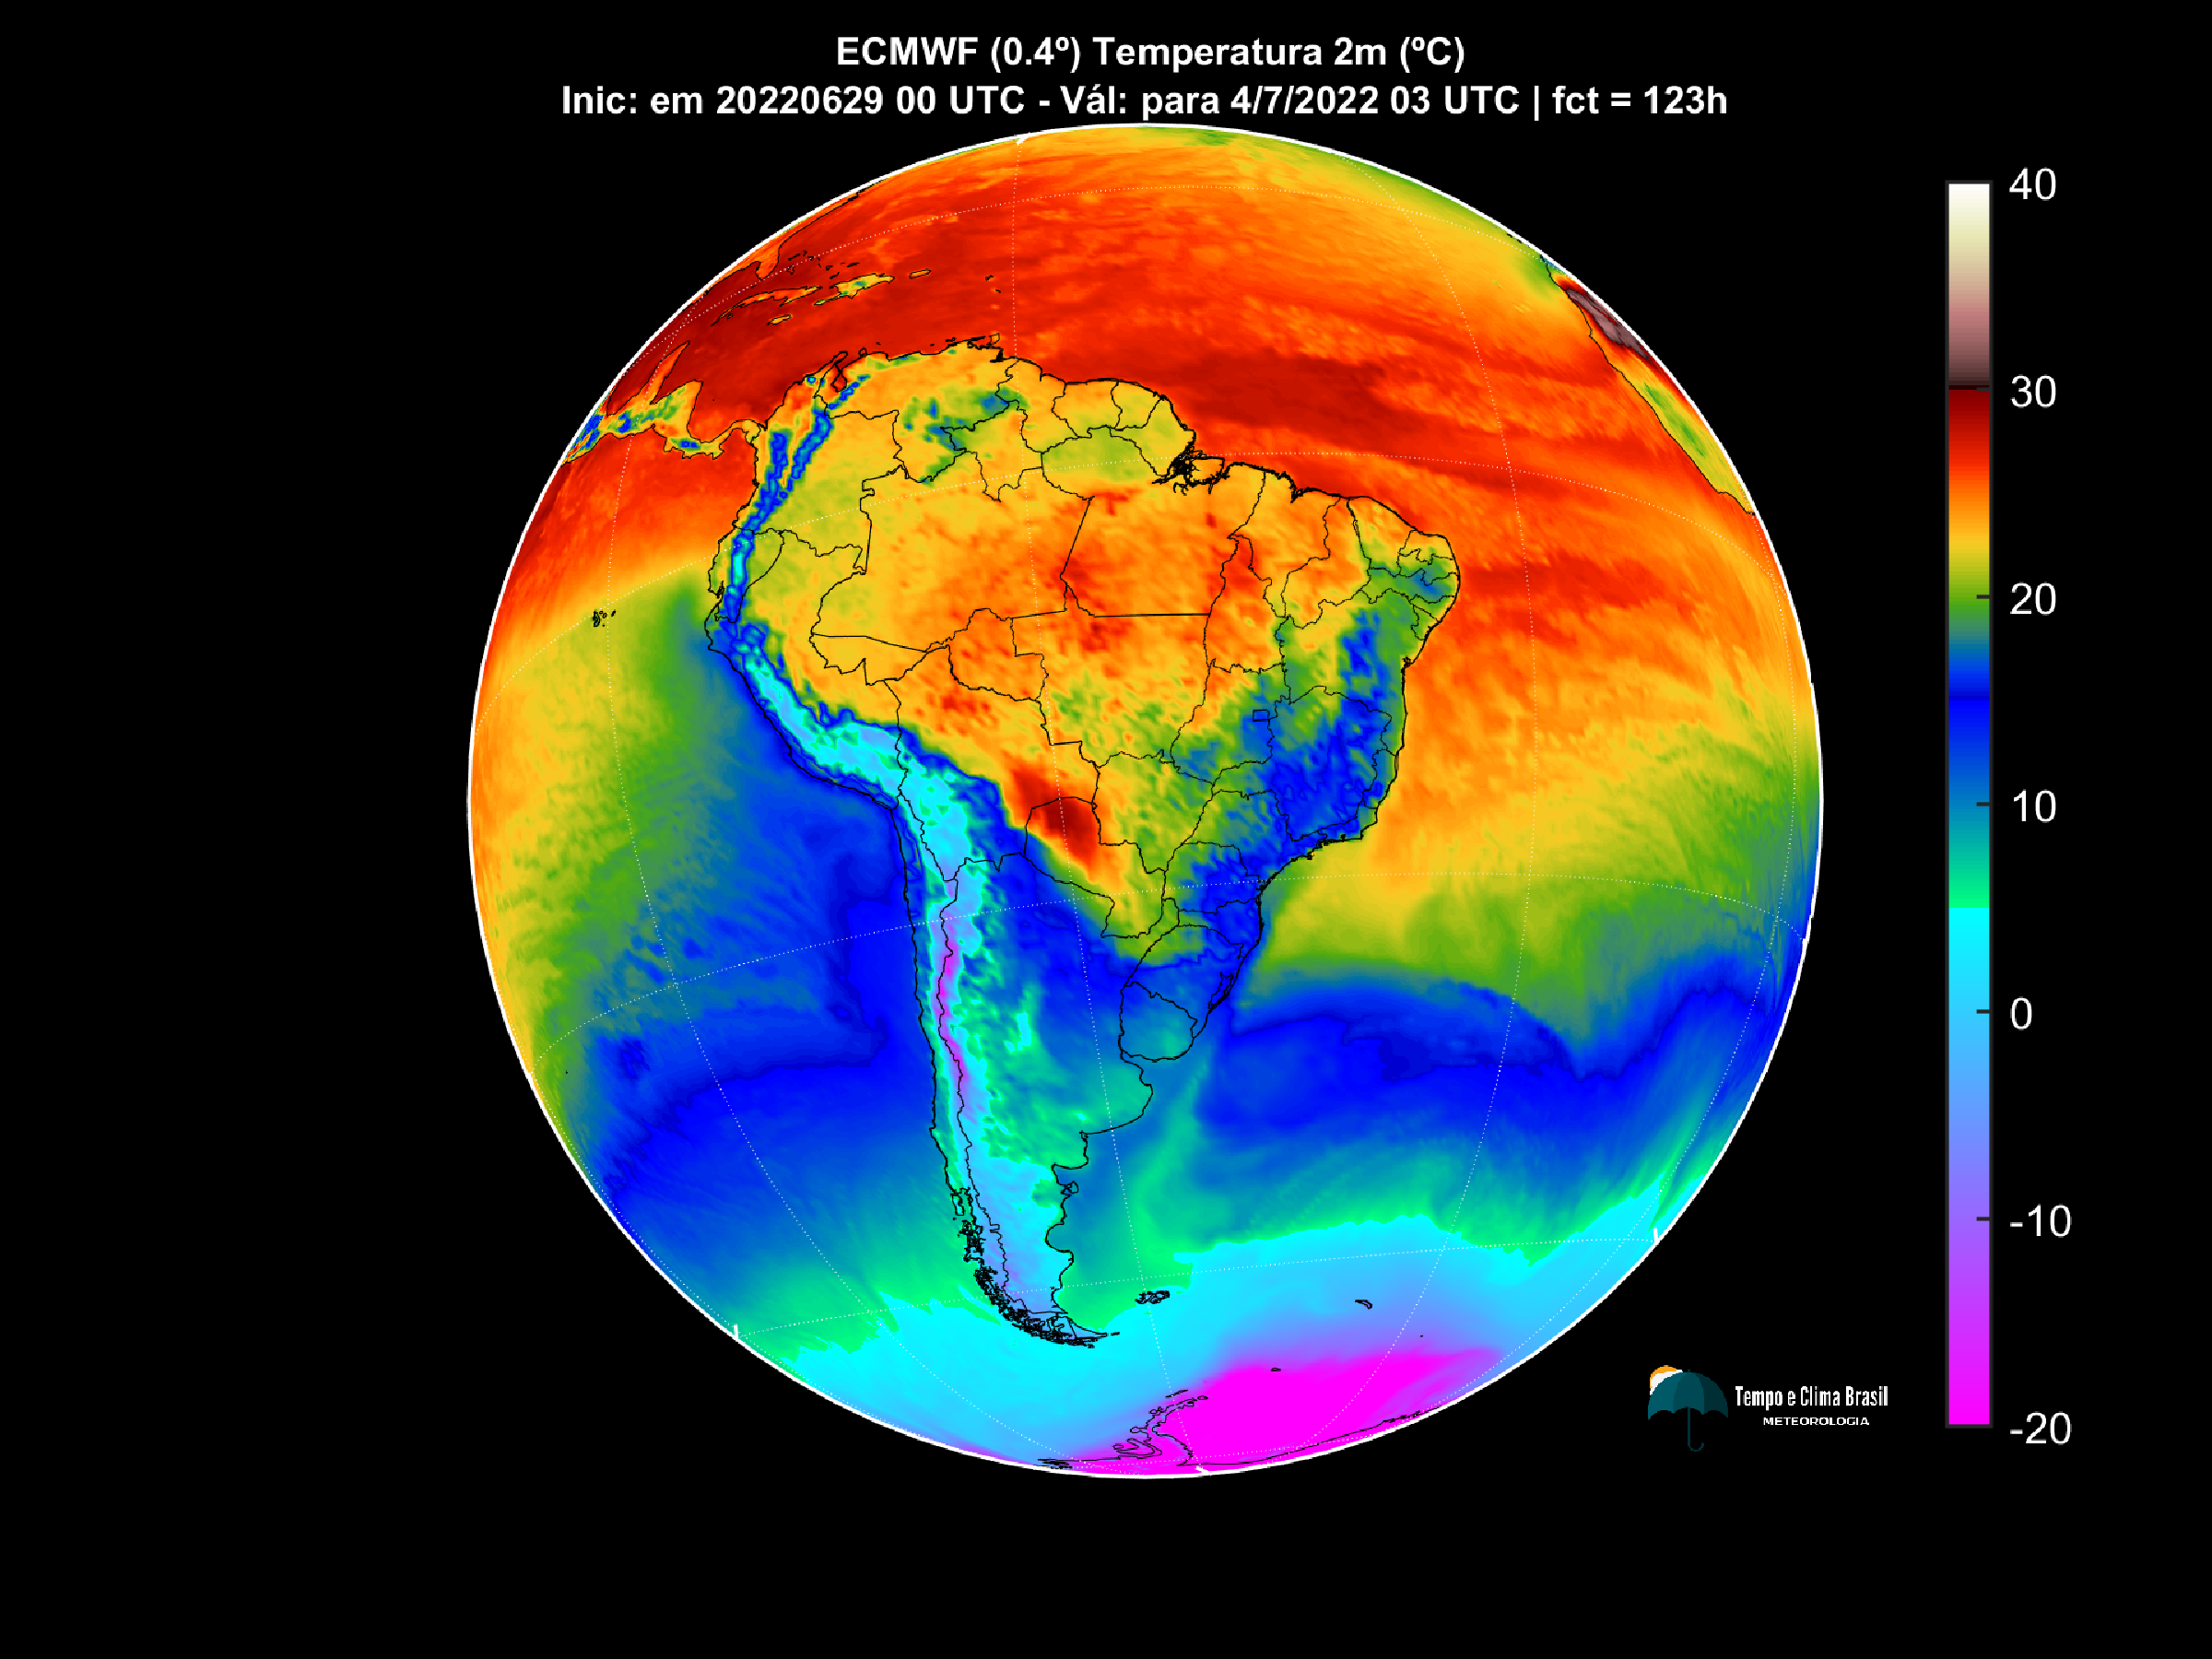 ECMWF (0.4º) Temperatura 2m (ºC)
Inic: em 20220629 00 UTC - Vál: para 4/7/2022 03 UTC | fct = 123h
40
30
20
10
0
-10
-20
Tempo e Clima Brasil
METEOROLOGIA